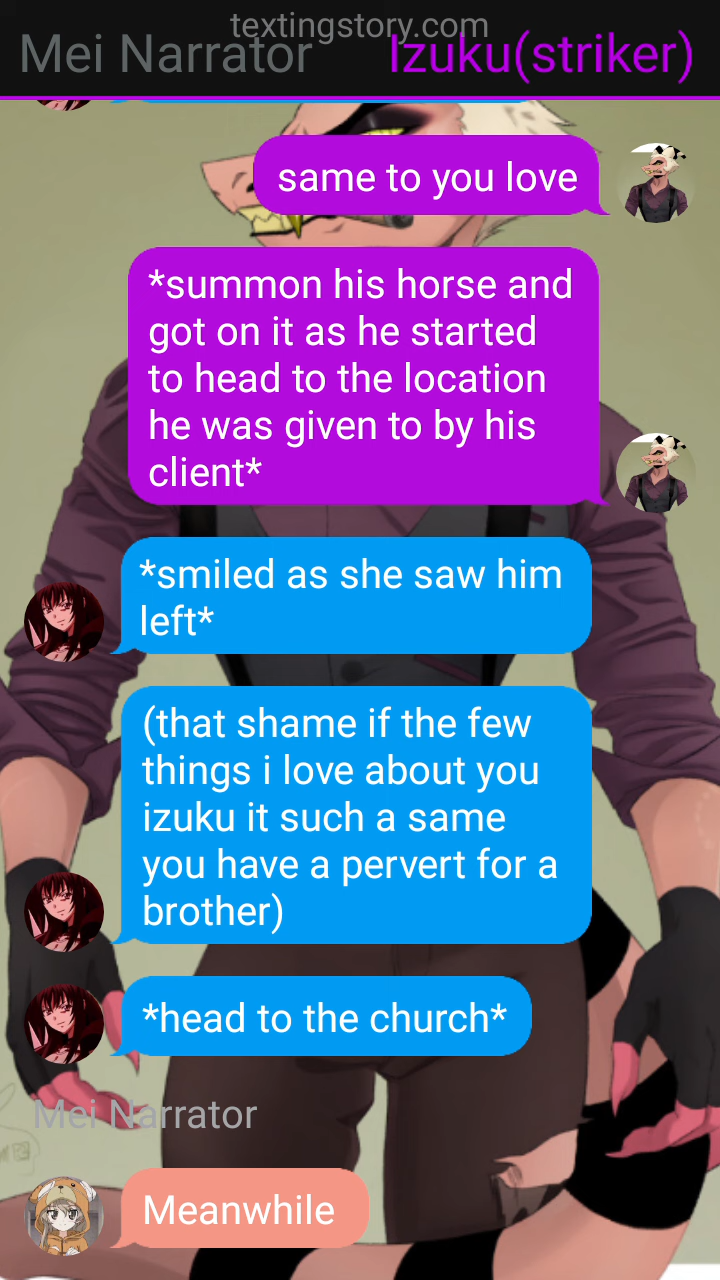 textingstory.com
Mei Narrator
Izuku(striker)
same to you love
*summon his horse and
got on it as he started
to head to the location
he was given to by his
client*
*smiled as she saw him
left*
(that shame if the few
things i love about you
izuku it such a same
you have a pervert for a
brother)
*head to the church*
Mei Narrator
Meanwhile